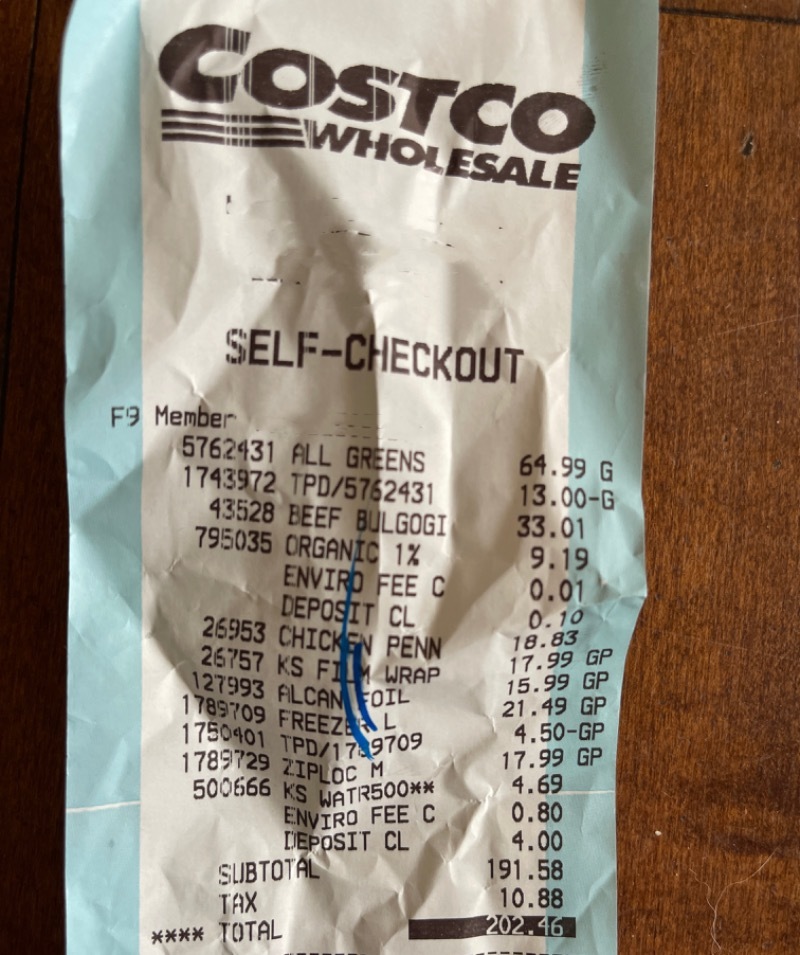 COSTCO
WHOLESALE
SELF-CHECKOUT
F9 Member
5762431 ALL GREENS 64.99 G
1743972 TPD/5762431 13.00-G
43528 BEEF BULGOGI 33.01
795035 ORGANIC 1% 9.19
ENVIRO FEE C 0.01
DEPOSIT CL 0.10
26953 CHICKEN PENN 18.83
26757 KS FILM WRAP 17.99 GP
127993 ALCAN FOIL 15.99 GP
1789709 FREEZER L 21.49 GP
1750401 TPD/1789709 4.50-GP
1789729 ZIPLOC M 17.99 GP
500666 KS WATR500** 4.69
ENVIRO FEE C 0.80
DEPOSIT CL 4.00
SUBTOTAL 191.58
TAX 10.88
**** TOTAL 202.46